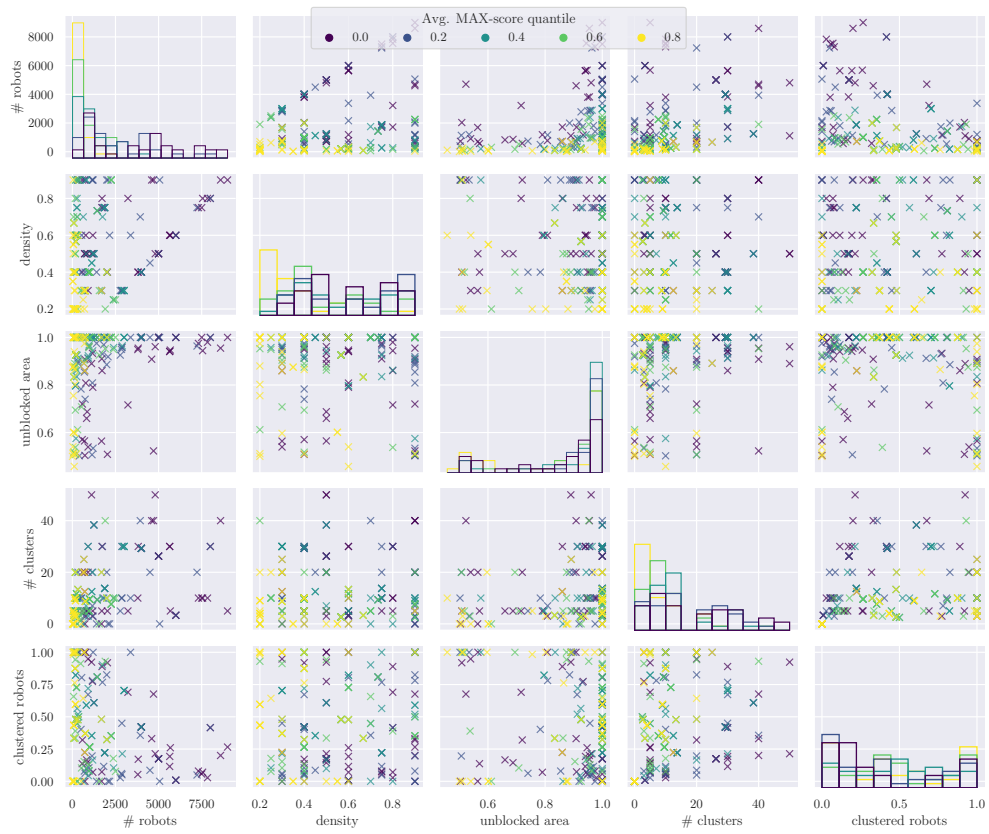 Avg. MAX-score quantile
0.0 0.2 0.4 0.6 0.8
8000
6000
4000
2000
0
# robots
0.8
0.6
0.4
0.2
density
1.0
0.8
0.6
unblocked area
40
20
0
# clusters
1.00
0.75
0.50
0.25
0.00
clustered robots
0 2500 5000 7500
0.2 0.4 0.6 0.8
0.6 0.8 1.0
0 20 40
0.0 0.5 1.0
# robots
density
unblocked area
# clusters
clustered robots